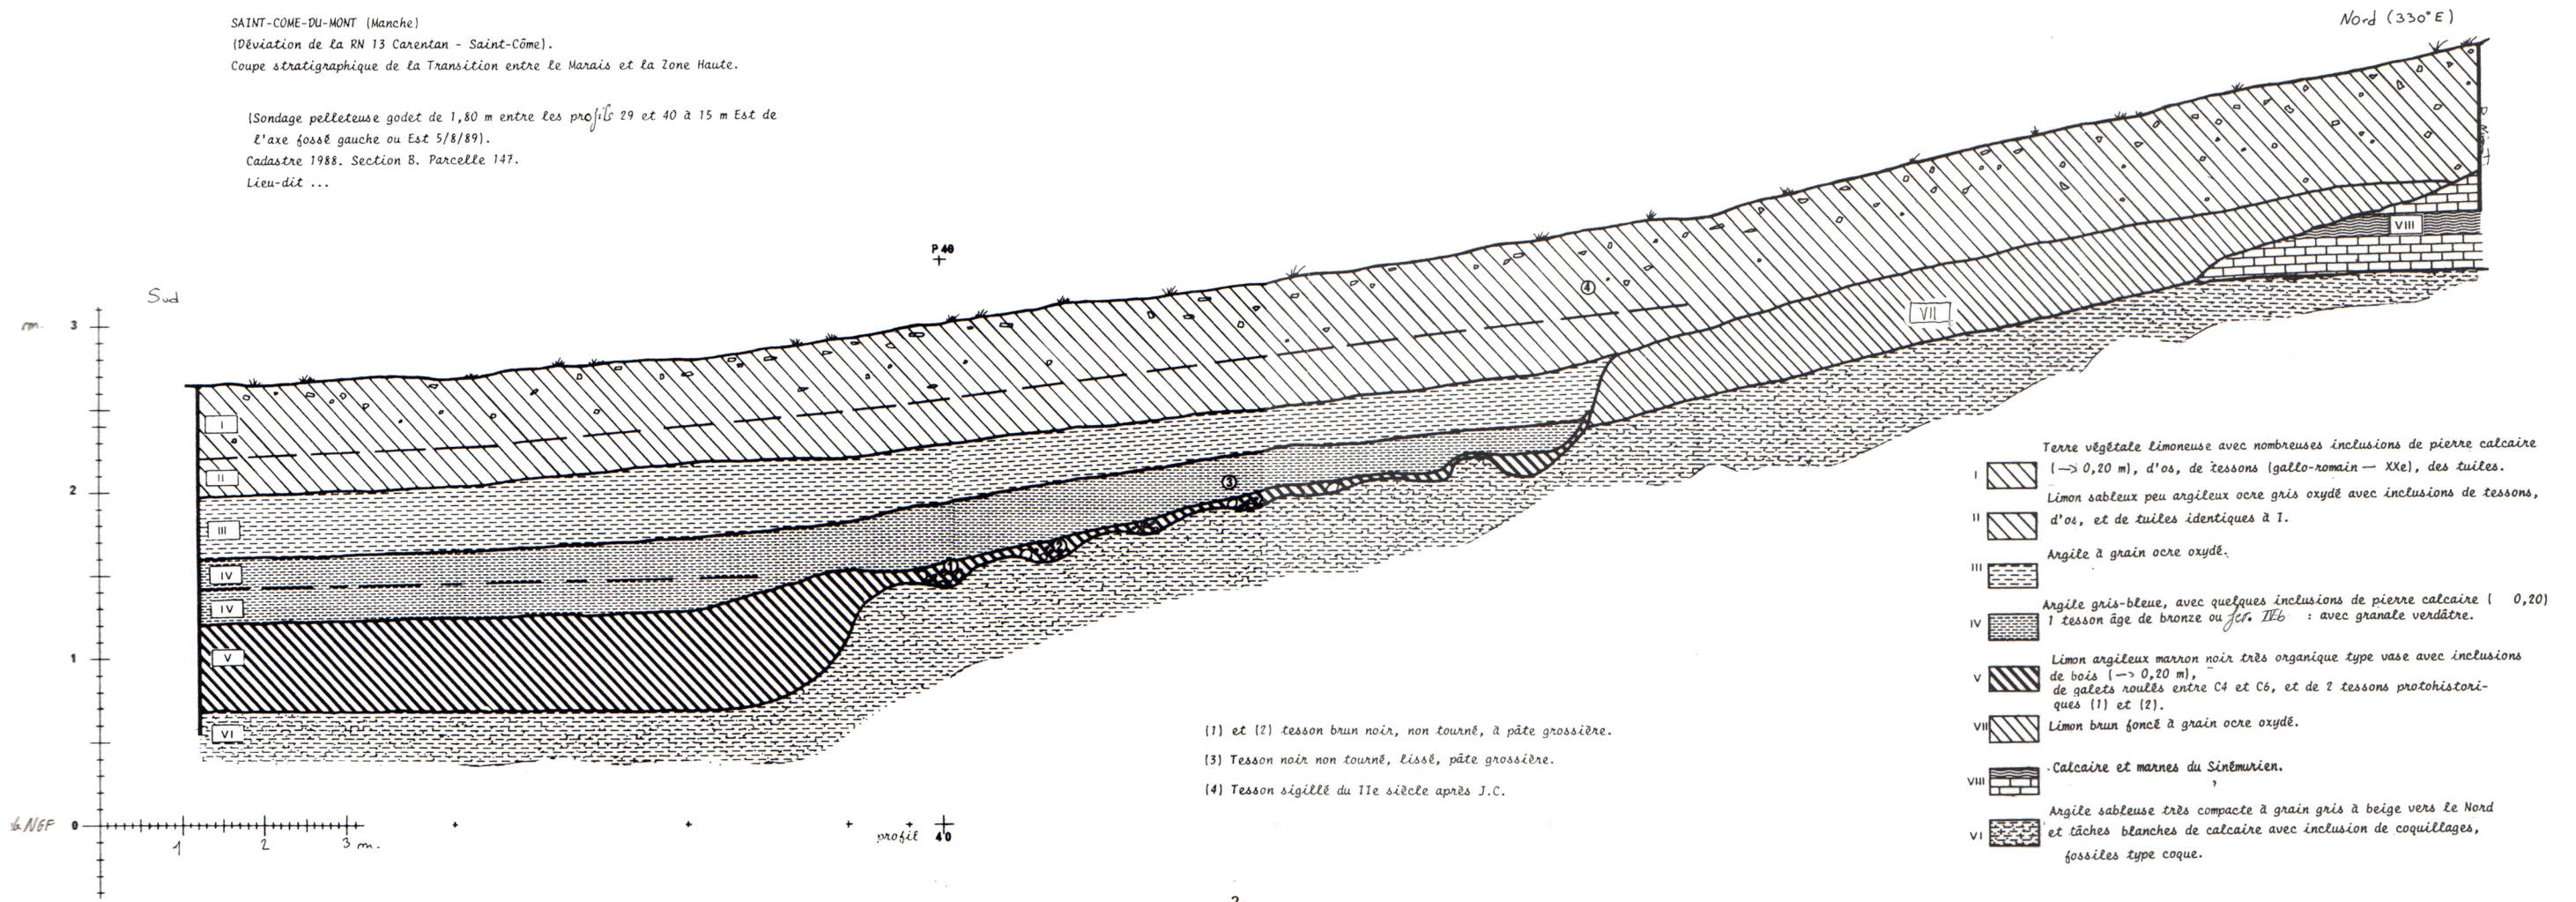 SAINT-COME-DU-MONT (Manche)
(Déviation de la RN 13 Carentan - Saint-Côme).
Coupe stratigraphique de la Transition entre le Marais et la Zone Haute.
(Sondage pelleteuse godet de 1,80 m entre les profils 29 et 40 à 15 m Est de
l'axe fossé gauche ou Est 5/8/89).
Cadastre 1988. Section B. Parcelle 147.
Lieu-dit ...
Nord (330°E)
P 40
Sud
m.
3
2
1
0
NGF
1 2 3 m.
profil 40
I
II
III
IV
IV
V
VI
VII
VIII
1
2
3
4
I Terre végétale limoneuse avec nombreuses inclusions de pierre calcaire
(—> 0,20 m), d'os, de tessons (gallo-romain — XXe), des tuiles.
II Limon sableux peu argileux ocre gris oxydé avec inclusions de tessons,
d'os, et de tuiles identiques à I.
III Argile à grain ocre oxydé.
IV Argile gris-bleue, avec quelques inclusions de pierre calcaire ( 0,20)
1 tesson âge de bronze ou fer. : avec granule verdâtre.
V Limon argileux marron noir très organique type vase avec inclusions
de bois (—> 0,20 m),
de galets roulés entre C4 et C6, et de 2 tessons protohistori-
ques (1) et (2).
VII Limon brun foncé à grain ocre oxydé.
VIII Calcaire et marnes du Sinémurien.
VI Argile sableuse très compacte à grain gris à beige vers le Nord
et tâches blanches de calcaire avec inclusion de coquillages,
fossiles type coque.
(1) et (2) tesson brun noir, non tourné, à pâte grossière.
(3) Tesson noir non tourné, lissé, pâte grossière.
(4) Tesson sigillé du IIe siècle après J.C.